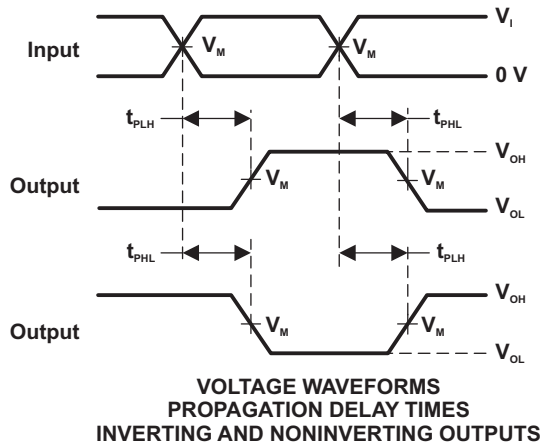 V_I
Input
V_M
V_M
0 V
t_PLH
t_PHL
V_OH
Output
V_M
V_M
V_OL
t_PHL
t_PLH
V_OH
Output
V_M
V_M
V_OL
VOLTAGE WAVEFORMS
PROPAGATION DELAY TIMES
INVERTING AND NONINVERTING OUTPUTS